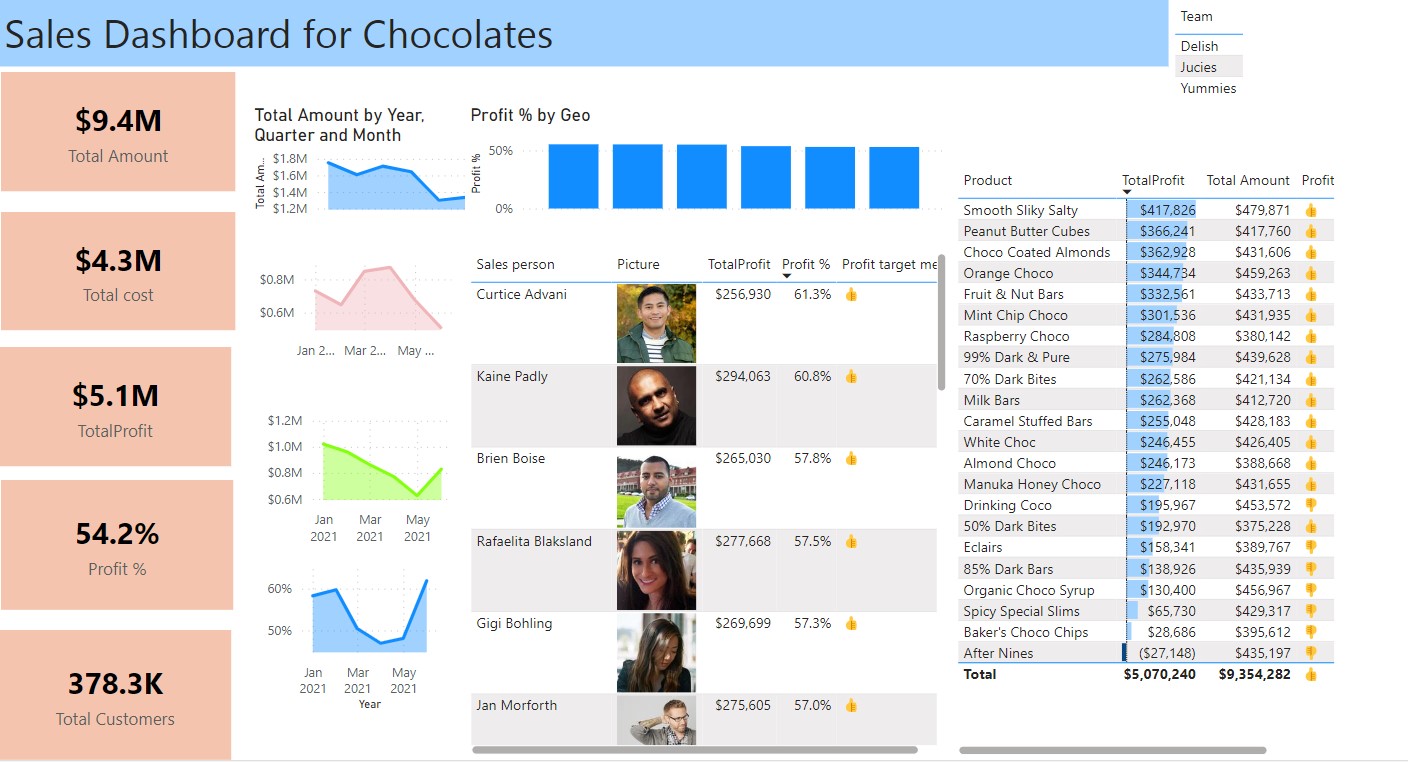 Sales Dashboard for Chocolates
Team
Delish
Jucies
Yummies
$9.4M
Total Amount
$4.3M
Total cost
$5.1M
TotalProfit
54.2%
Profit %
378.3K
Total Customers
Total Amount by Year,
Quarter and Month
Total Am...
$1.8M
$1.6M
$1.4M
$1.2M
$0.8M
$0.6M
Jan 2... Mar 2... May ...
$1.2M
$1.0M
$0.8M
$0.6M
Jan Mar May
2021 2021 2021
60%
50%
Jan Mar May
2021 2021 2021
Year
Profit % by Geo
Profit %
50%
0%
Sales person Picture TotalProfit Profit % Profit target me
Curtice Advani $256,930 61.3% 👍
Kaine Padly $294,063 60.8% 👍
Brien Boise $265,030 57.8% 👍
Rafaelita Blaksland $277,668 57.5% 👍
Gigi Bohling $269,699 57.3% 👍
Jan Morforth $275,605 57.0% 👍
Product TotalProfit Total Amount Profit
Smooth Sliky Salty $417,826 $479,871 👍
Peanut Butter Cubes $366,241 $417,760 👍
Choco Coated Almonds $362,928 $431,606 👍
Orange Choco $344,734 $459,263 👍
Fruit & Nut Bars $332,561 $433,713 👍
Mint Chip Choco $301,536 $431,935 👍
Raspberry Choco $284,808 $380,142 👍
99% Dark & Pure $275,984 $439,628 👍
70% Dark Bites $262,586 $421,134 👍
Milk Bars $262,368 $412,720 👍
Caramel Stuffed Bars $255,048 $428,183 👍
White Choc $246,455 $426,405 👍
Almond Choco $246,173 $388,668 👍
Manuka Honey Choco $227,118 $431,655 👍
Drinking Coco $195,967 $453,572 👎
50% Dark Bites $192,970 $375,228 👍
Eclairs $158,341 $389,767 👎
85% Dark Bars $138,926 $435,939 👎
Organic Choco Syrup $130,400 $456,967 👎
Spicy Special Slims $65,730 $429,317 👎
Baker's Choco Chips $28,686 $395,612 👎
After Nines ($27,148) $435,197 👎
Total $5,070,240 $9,354,282 👍